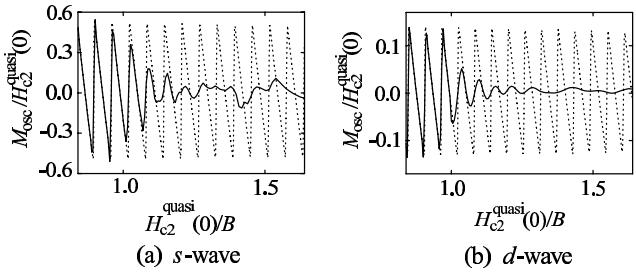 0.6
0.3
0.0
-0.3
-0.6
M_osc/H_c2^quasi(0)
1.0
1.5
H_c2^quasi(0)/B
(a) s-wave
0.1
0.0
-0.1
M_osc/H_c2^quasi(0)
1.0
1.5
H_c2^quasi(0)/B
(b) d-wave